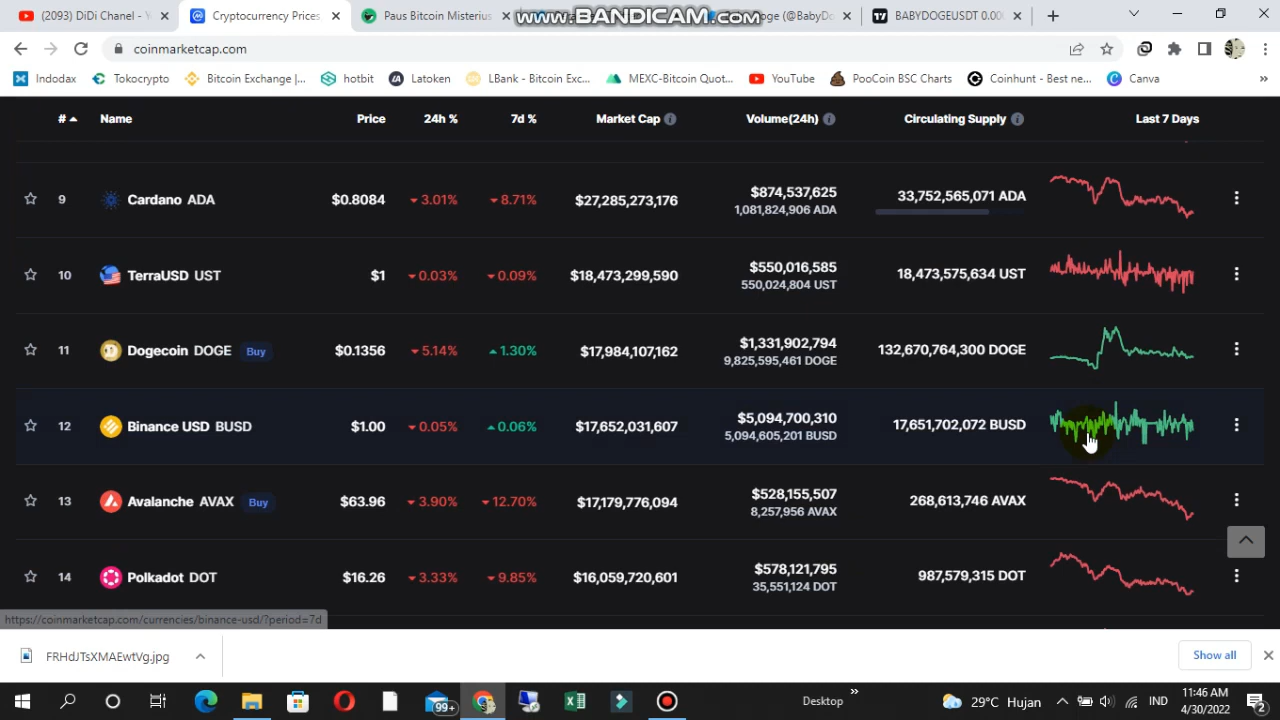 (2093) DiDi Chanel - Y
Cryptocurrency Prices
Paus Bitcoin Misterius
www.BANDICAM.com
oge (@BabyDo
BABYDOGEUSDT 0.00
coinmarketcap.com
Indodax
Tokocrypto
Bitcoin Exchange |...
hotbit
Latoken
LBank - Bitcoin Exc...
MEXC-Bitcoin Quot...
YouTube
PooCoin BSC Charts
Coinhunt - Best ne...
Canva
»
# Name Price 24h % 7d % Market Cap Volume(24h) Circulating Supply Last 7 Days
9 Cardano ADA $0.8084 3.01% 8.71% $27,285,273,176 $874,537,625 33,752,565,071 ADA
1,081,824,906 ADA
10 TerraUSD UST $1 0.03% 0.09% $18,473,299,590 $550,016,585 18,473,575,634 UST
550,024,804 UST
11 Dogecoin DOGE Buy $0.1356 5.14% 1.30% $17,984,107,162 $1,331,902,794 132,670,764,300 DOGE
9,825,595,461 DOGE
12 Binance USD BUSD $1.00 0.05% 0.06% $17,652,031,607 $5,094,700,310 17,651,702,072 BUSD
5,094,605,201 BUSD
13 Avalanche AVAX Buy $63.96 3.90% 12.70% $17,179,776,094 $528,155,507 268,613,746 AVAX
8,257,956 AVAX
14 Polkadot DOT $16.26 3.33% 9.85% $16,059,720,601 $578,121,795 987,579,315 DOT
35,551,124 DOT
https://coinmarketcap.com/currencies/binance-usd/?period=7d
FRHdJTsXMAEwtVg.jpg
Show all
99+
Desktop
»
29°C Hujan
IND
11:46 AM
4/30/2022
2